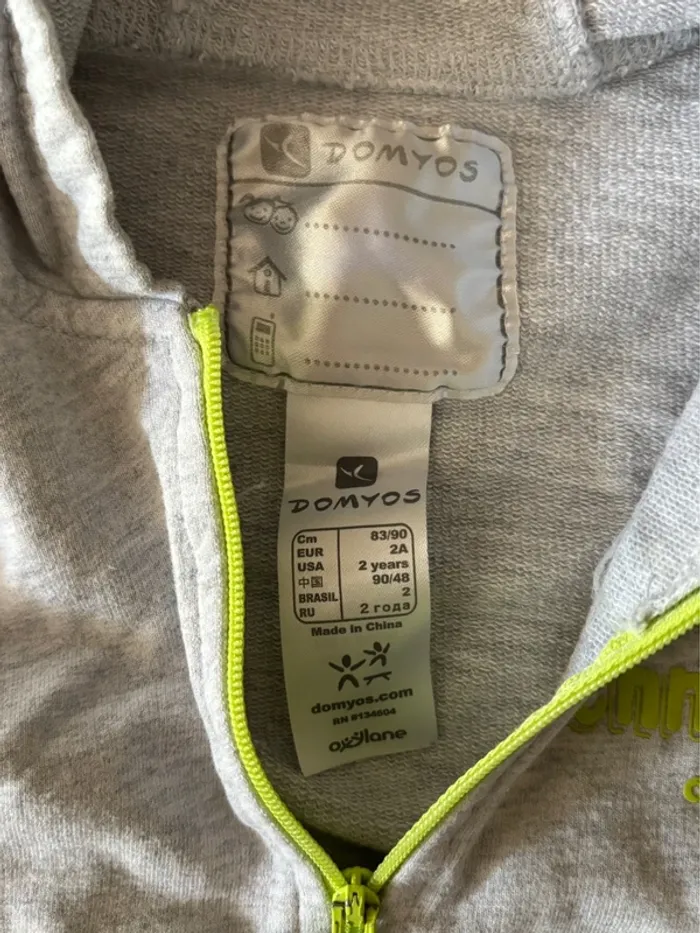 DOMYOS
DOMYOS
Cm 83/90
EUR 2A
USA 2 years
中国 90/48
BRASIL 2
RU 2 года
Made in China
domyos.com
RN 8134604
oxylane